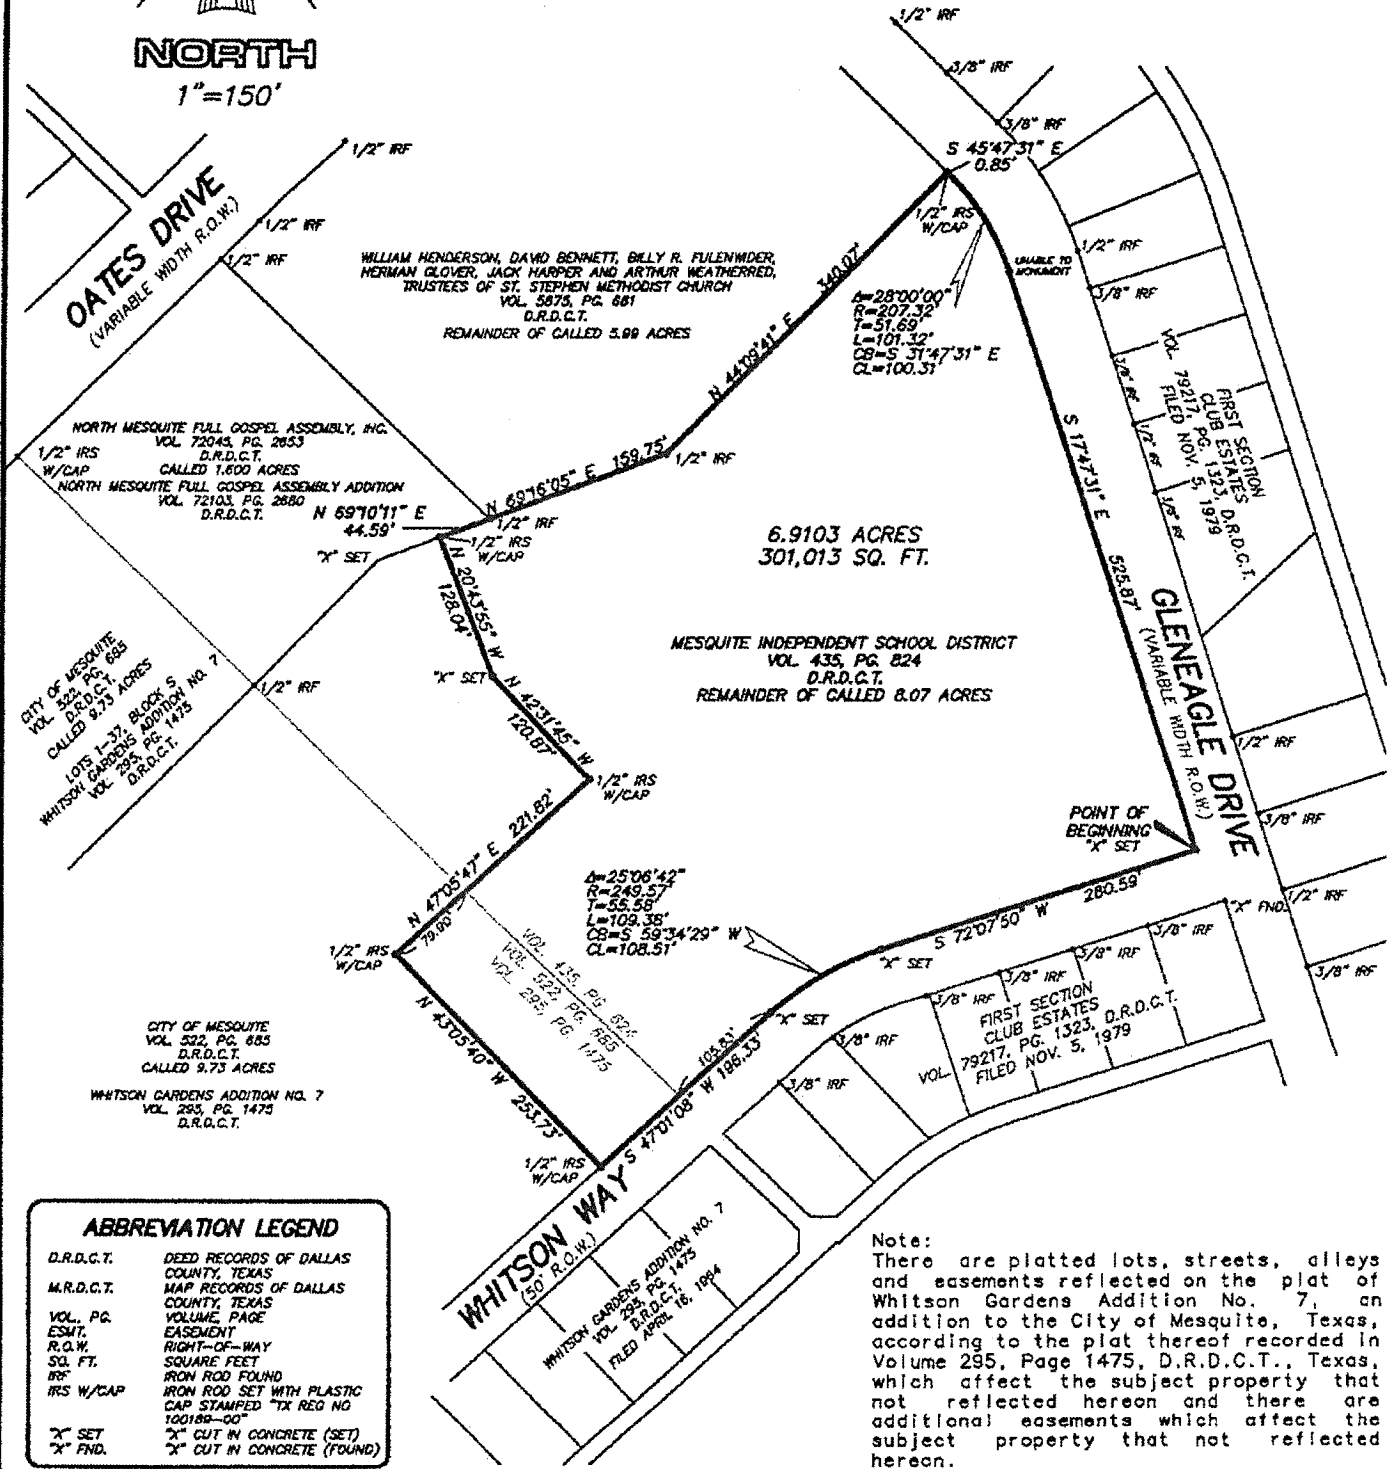 NORTH
1"=150'
1/2" IRF
3/8" IRF
3/8" IRF
S 45°47'31" E
0.85'
1/2" IRF
1/2" IRF
1/2" IRF
OATES DRIVE
(VARIABLE WIDTH R.O.W.)
1/2" IRS
W/CAP
UNABLE TO
MONUMENT
1/2" IRF
3/8" IRF
WILLIAM HENDERSON, DAVID BENNETT, BILLY R. FULENWIDER,
HERMAN GLOVER, JACK HARPER AND ARTHUR WEATHERRED,
TRUSTEES OF ST. STEPHEN METHODIST CHURCH
VOL. 5875, PG. 681
D.R.D.C.T.
REMAINDER OF CALLED 5.99 ACRES
N 44°09'41" E
340.07'
Δ=28°00'00"
R=207.32'
T=51.69'
L=101.32'
CB=S 31°47'31" E
CL=100.31'
3/8" IRF
1/2" IRF
FIRST SECTION
CLUB ESTATES
VOL. 79217, PG. 1323, D.R.D.C.T.
FILED NOV. 5, 1979
NORTH MESQUITE FULL GOSPEL ASSEMBLY, INC.
VOL. 72045, PG. 2653
D.R.D.C.T.
CALLED 1.600 ACRES
NORTH MESQUITE FULL GOSPEL ASSEMBLY ADDITION
VOL. 72103, PG. 2680
D.R.D.C.T.
1/2" IRS
W/CAP
N 69°10'11" E
44.59'
N 69°16'05" E
159.75'
1/2" IRF
1/2" IRF
1/2" IRS
W/CAP
"X" SET
S 17°47'31" E
525.87'
6.9103 ACRES
301,013 SQ. FT.
N 20°43'55" W
128.04'
"X" SET
N 42°31'45" W
120.87'
MESQUITE INDEPENDENT SCHOOL DISTRICT
VOL. 435, PG. 824
D.R.D.C.T.
REMAINDER OF CALLED 8.07 ACRES
GLENEAGLE DRIVE
(VARIABLE WIDTH R.O.W.)
CITY OF MESQUITE
VOL. 522, PG. 685
D.R.D.C.T.
CALLED 9.73 ACRES
LOTS 1-37, BLOCK S
WHITSON GARDENS ADDITION NO. 7
VOL. 295, PG. 1475
D.R.D.C.T.
1/2" IRF
1/2" IRS
W/CAP
1/2" IRF
3/8" IRF
POINT OF
BEGINNING
"X" SET
N 47°05'47" E
221.82'
79.00'
1/2" IRS
W/CAP
Δ=25°06'42"
R=249.57'
T=55.58'
L=109.38'
CB=S 59°34'29" W
CL=108.51'
S 72°07'50" W
280.59'
"X" SET
"X" FND.
1/2" IRF
3/8" IRF
3/8" IRF
3/8" IRF
3/8" IRF
3/8" IRF
3/8" IRF
3/8" IRF
"X" SET
VOL. 435, PG. 824
VOL. 522, PG. 685
VOL. 295, PG. 1475
N 43°05'40" W
253.73'
105.83'
S 47°01'08" W 196.33'
FIRST SECTION
CLUB ESTATES
VOL. 79217, PG. 1323, D.R.D.C.T.
FILED NOV. 5, 1979
CITY OF MESQUITE
VOL. 522, PG. 685
D.R.D.C.T.
CALLED 9.73 ACRES
WHITSON GARDENS ADDITION NO. 7
VOL. 295, PG. 1475
D.R.D.C.T.
1/2" IRS
W/CAP
WHITSON WAY
(50' R.O.W.)
WHITSON GARDENS ADDITION NO. 7
VOL. 295, PG. 1475
D.R.D.C.T.
FILED APRIL 16, 1964
ABBREVIATION LEGEND
D.R.D.C.T. DEED RECORDS OF DALLAS
COUNTY, TEXAS
M.R.D.C.T. MAP RECORDS OF DALLAS
COUNTY, TEXAS
VOL., PG. VOLUME, PAGE
ESMT. EASEMENT
R.O.W. RIGHT-OF-WAY
SQ. FT. SQUARE FEET
IRF IRON ROD FOUND
IRS W/CAP IRON ROD SET WITH PLASTIC
CAP STAMPED "TX REG NO
100189-00"
"X" SET "X" CUT IN CONCRETE (SET)
"X" FND. "X" CUT IN CONCRETE (FOUND)
Note:
There are platted lots, streets, alleys
and easements reflected on the plat of
Whitson Gardens Addition No. 7, an
addition to the City of Mesquite, Texas,
according to the plat thereof recorded in
Volume 295, Page 1475, D.R.D.C.T., Texas,
which affect the subject property that
not reflected hereon and there are
additional easements which affect the
subject property that not reflected
hereon.